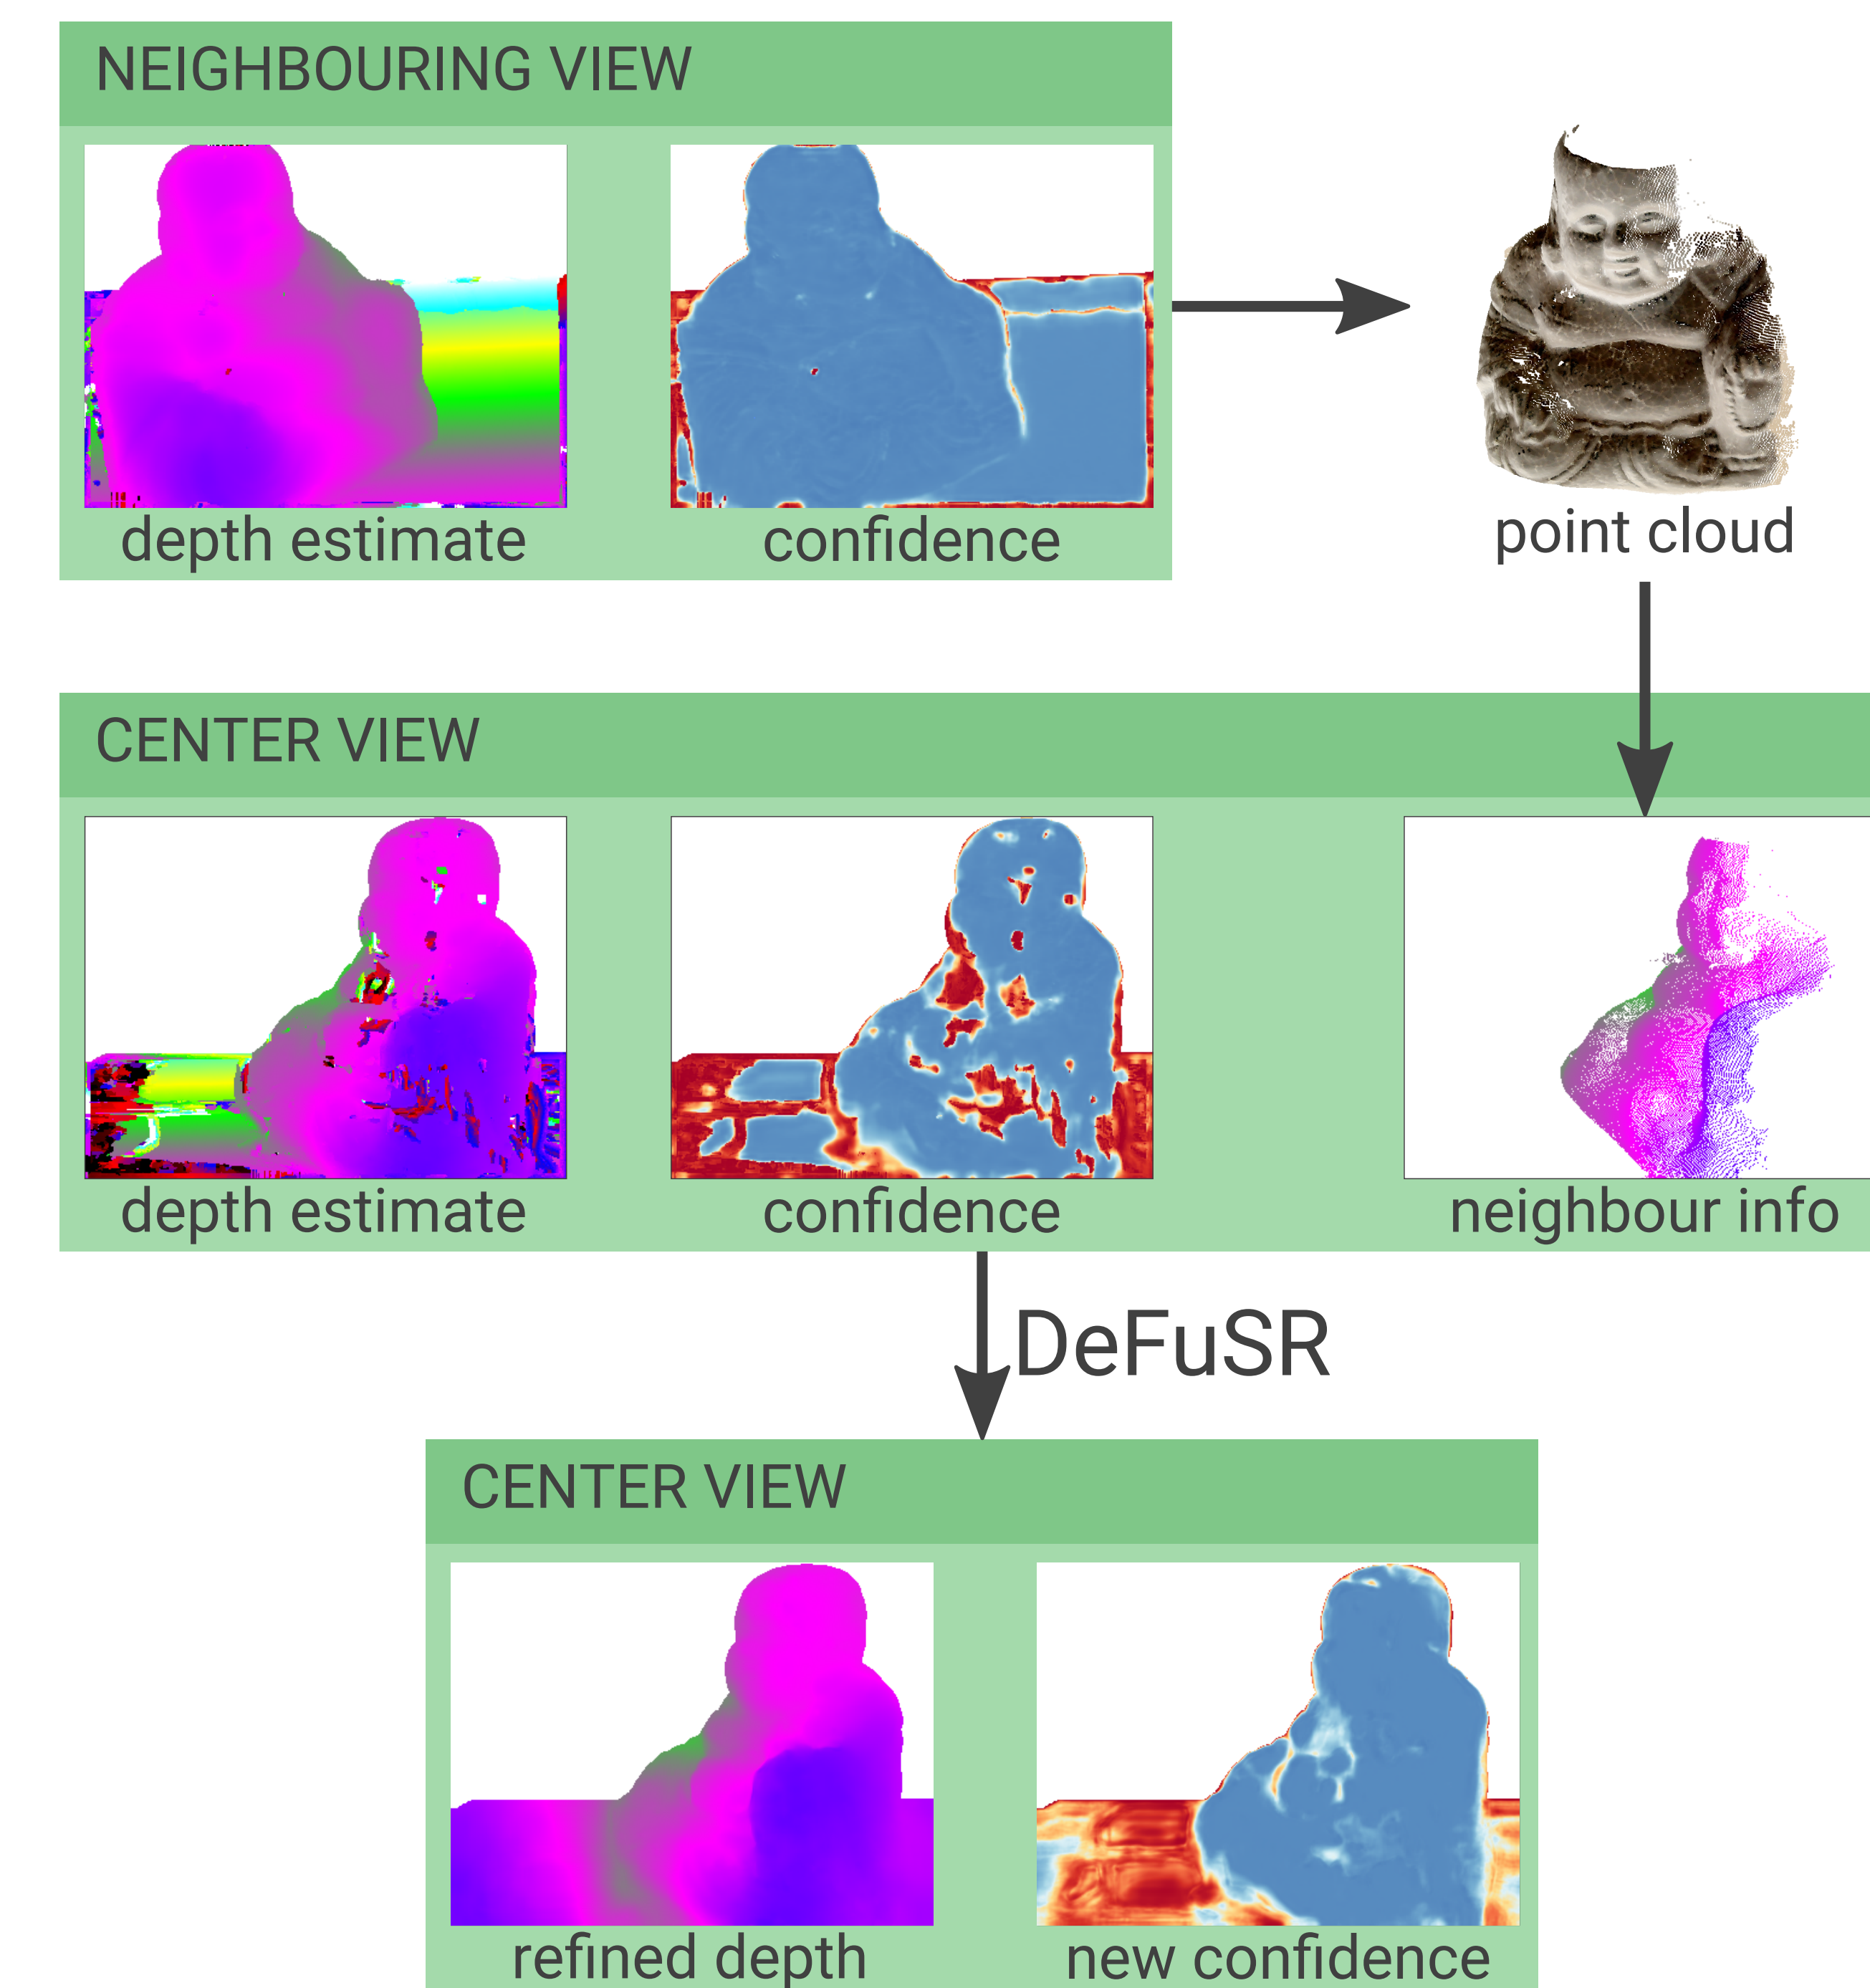 NEIGHBOURING VIEW
depth estimate
confidence
point cloud
CENTER VIEW
depth estimate
confidence
neighbour info
DeFuSR
CENTER VIEW
refined depth
new confidence